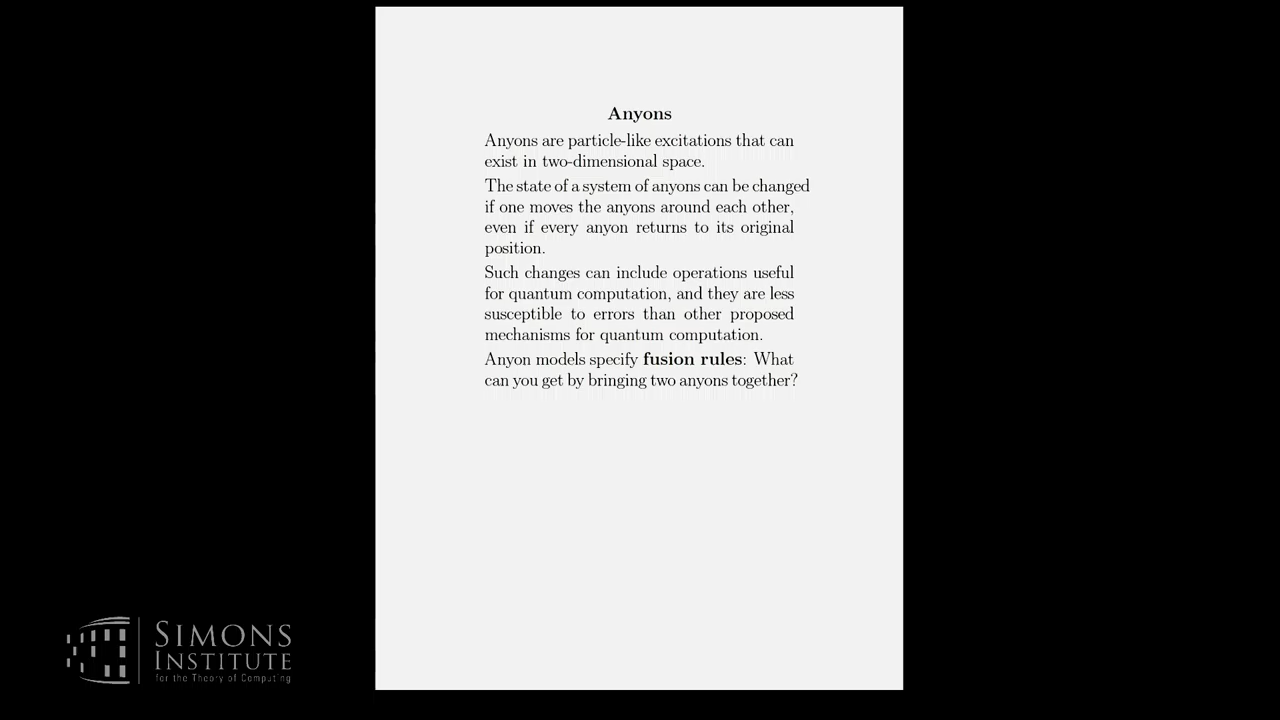 Anyons
Anyons are particle-like excitations that can
exist in two-dimensional space.
The state of a system of anyons can be changed
if one moves the anyons around each other,
even if every anyon returns to its original
position.
Such changes can include operations useful
for quantum computation, and they are less
susceptible to errors than other proposed
mechanisms for quantum computation.
Anyon models specify fusion rules: What
can you get by bringing two anyons together?
SIMONS
INSTITUTE
for the Theory of Computing